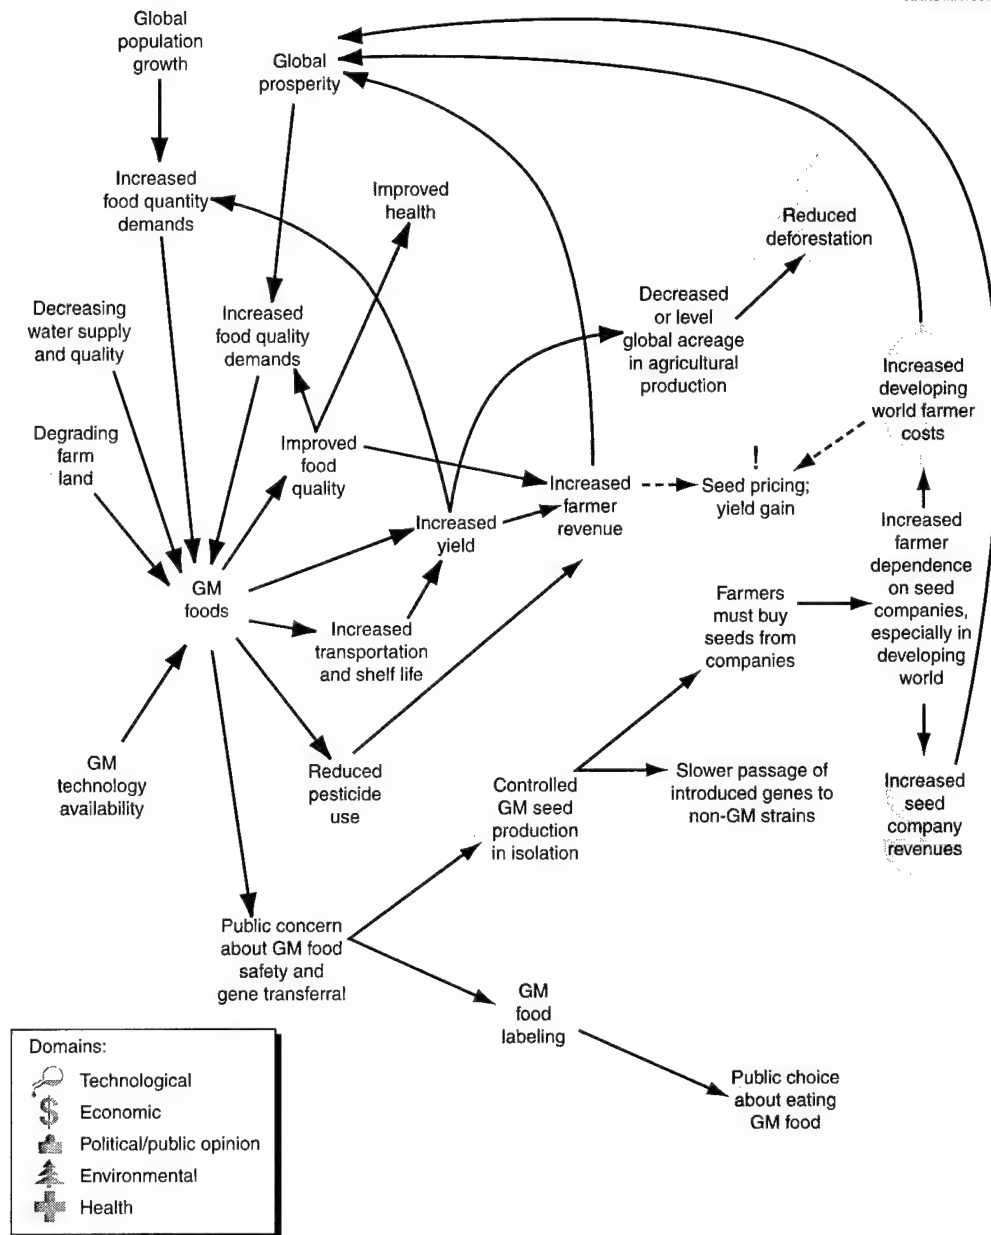 Global
population
growth
Global
prosperity
Increased
food quantity
demands
Improved
health
Reduced
deforestation
Decreasing
water supply
and quality
Increased
food quality
demands
Decreased
or level
global acreage
in agricultural
production
Increased
developing
world farmer
costs
Degrading
farm
land
Improved
food
quality
Increased
yield
Increased
farmer
revenue
!
Seed pricing;
yield gain
Increased
farmer
dependence
on seed
companies,
especially in
developing
world
GM
foods
Increased
transportation
and shelf life
Farmers
must buy
seeds from
companies
GM
technology
availability
Reduced
pesticide
use
Controlled
GM seed
production
in isolation
Slower passage of
introduced genes to
non-GM strains
Increased
seed
company
revenues
Public concern
about GM food
safety and
gene transferral
GM
food
labeling
Public choice
about eating
GM food
Domains:
Technological
$ Economic
Political/public opinion
Environmental
Health